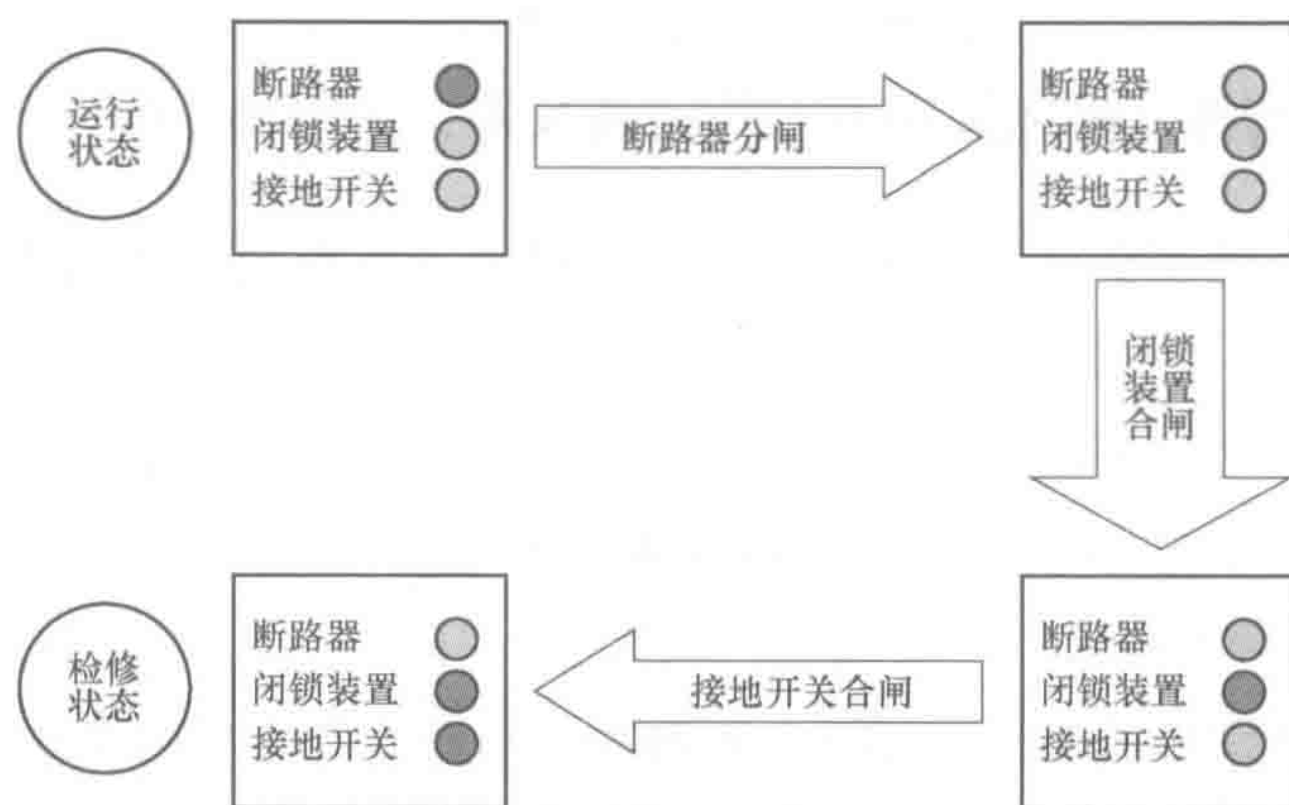 运行
状态
断路器
闭锁装置
接地开关
断路器分闸
断路器
闭锁装置
接地开关
闭锁
装置
合闸
断路器
闭锁装置
接地开关
接地开关合闸
检修
状态
断路器
闭锁装置
接地开关